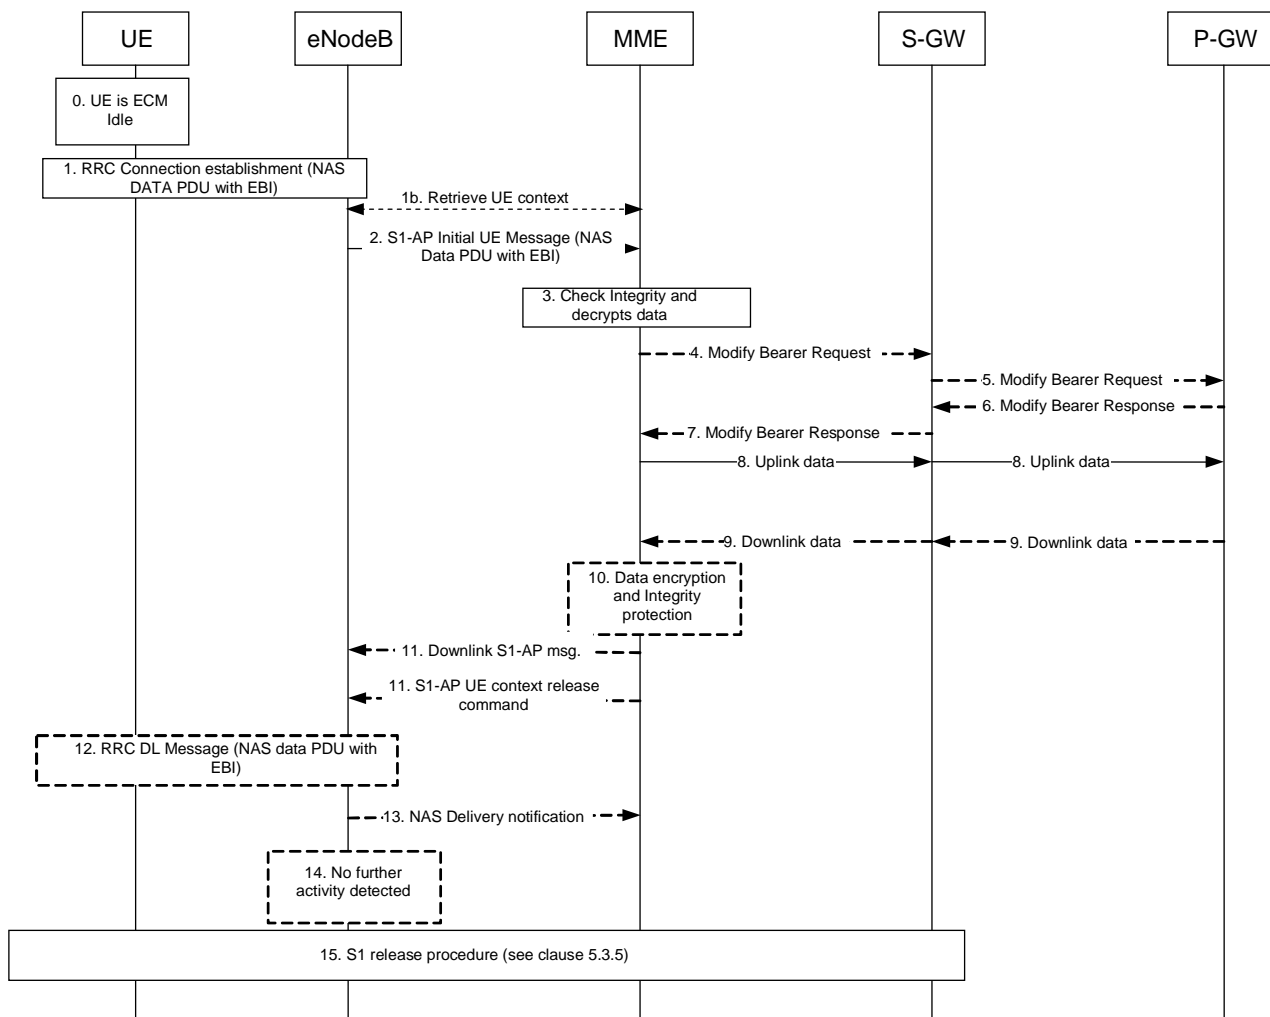 UE
eNodeB
MME
S-GW
P-GW
0. UE is ECM
Idle
1. RRC Connection establishment (NAS
DATA PDU with EBI)
1b. Retrieve UE context
2. S1-AP Initial UE Message (NAS
Data PDU with EBI)
3. Check Integrity and
decrypts data
4. Modify Bearer Request
5. Modify Bearer Request
6. Modify Bearer Response
7. Modify Bearer Response
8. Uplink data
8. Uplink data
9. Downlink data
9. Downlink data
10. Data encryption
and Integrity
protection
11. Downlink S1-AP msg.
11. S1-AP UE context release
command
12. RRC DL Message (NAS data PDU with
EBI)
13. NAS Delivery notification
14. No further
activity detected
15. S1 release procedure (see clause 5.3.5)